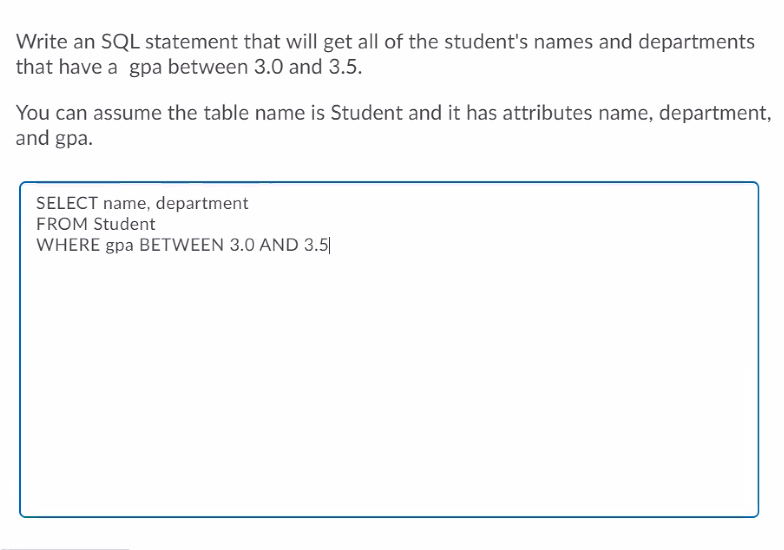 Write an SQL statement that will get all of the student's names and departments
that have a  gpa between 3.0 and 3.5.
You can assume the table name is Student and it has attributes name, department,
and gpa.
SELECT name, department
FROM Student
WHERE gpa BETWEEN 3.0 AND 3.5